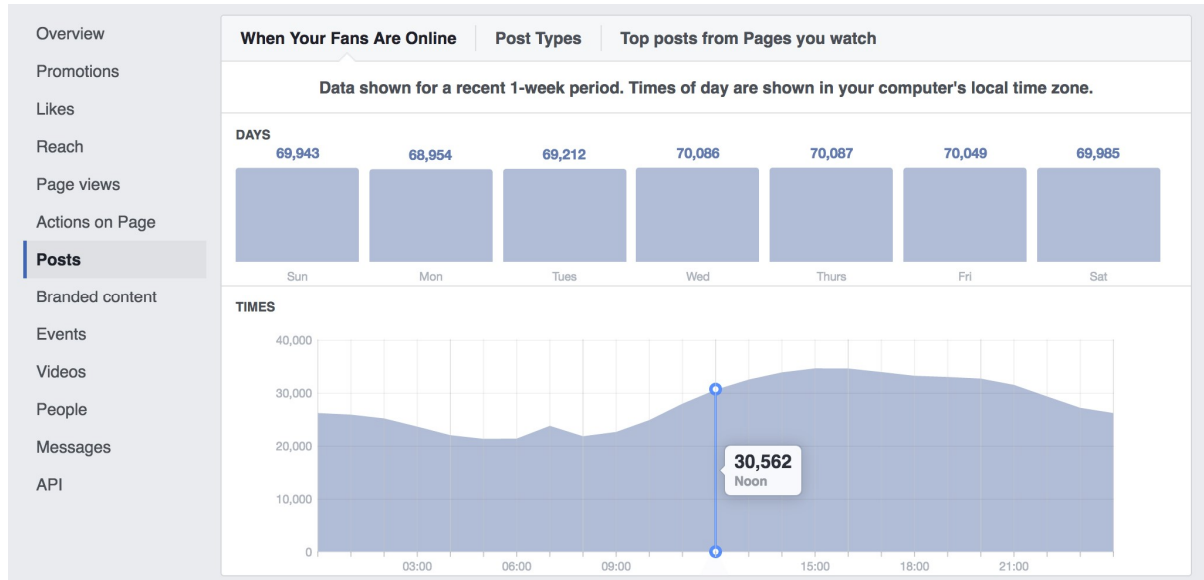 Overview
Promotions
Likes
Reach
Page views
Actions on Page
Posts
Branded content
Events
Videos
People
Messages
API
When Your Fans Are Online
Post Types
Top posts from Pages you watch
Data shown for a recent 1-week period. Times of day are shown in your computer's local time zone.
DAYS
69,943 68,954 69,212 70,086 70,087 70,049 69,985
Sun Mon Tues Wed Thurs Fri Sat
TIMES
40,000
30,000
20,000
10,000
0
30,562
Noon
03:00 06:00 09:00 15:00 18:00 21:00